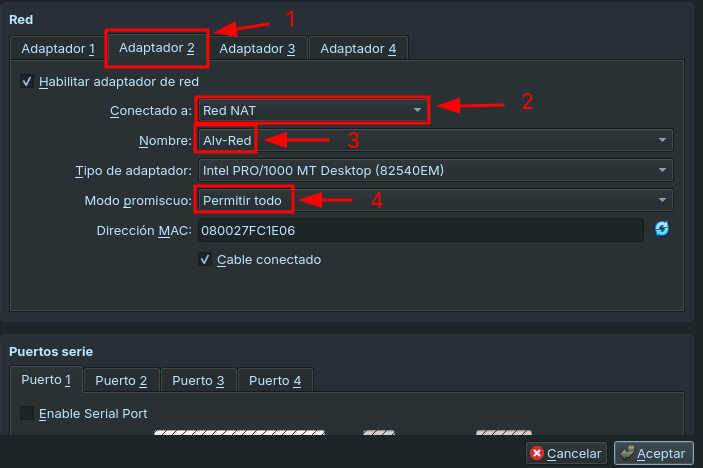 Red
1
Adaptador 1 Adaptador 2 Adaptador 3 Adaptador 4
Habilitar adaptador de red
Conectado a: Red NAT 2
Nombre: Alv-Red 3
Tipo de adaptador: Intel PRO/1000 MT Desktop (82540EM)
Modo promiscuo: Permitir todo 4
Dirección MAC: 080027FC1E06
Cable conectado
Puertos serie
Puerto 1 Puerto 2 Puerto 3 Puerto 4
Enable Serial Port
Cancelar Aceptar